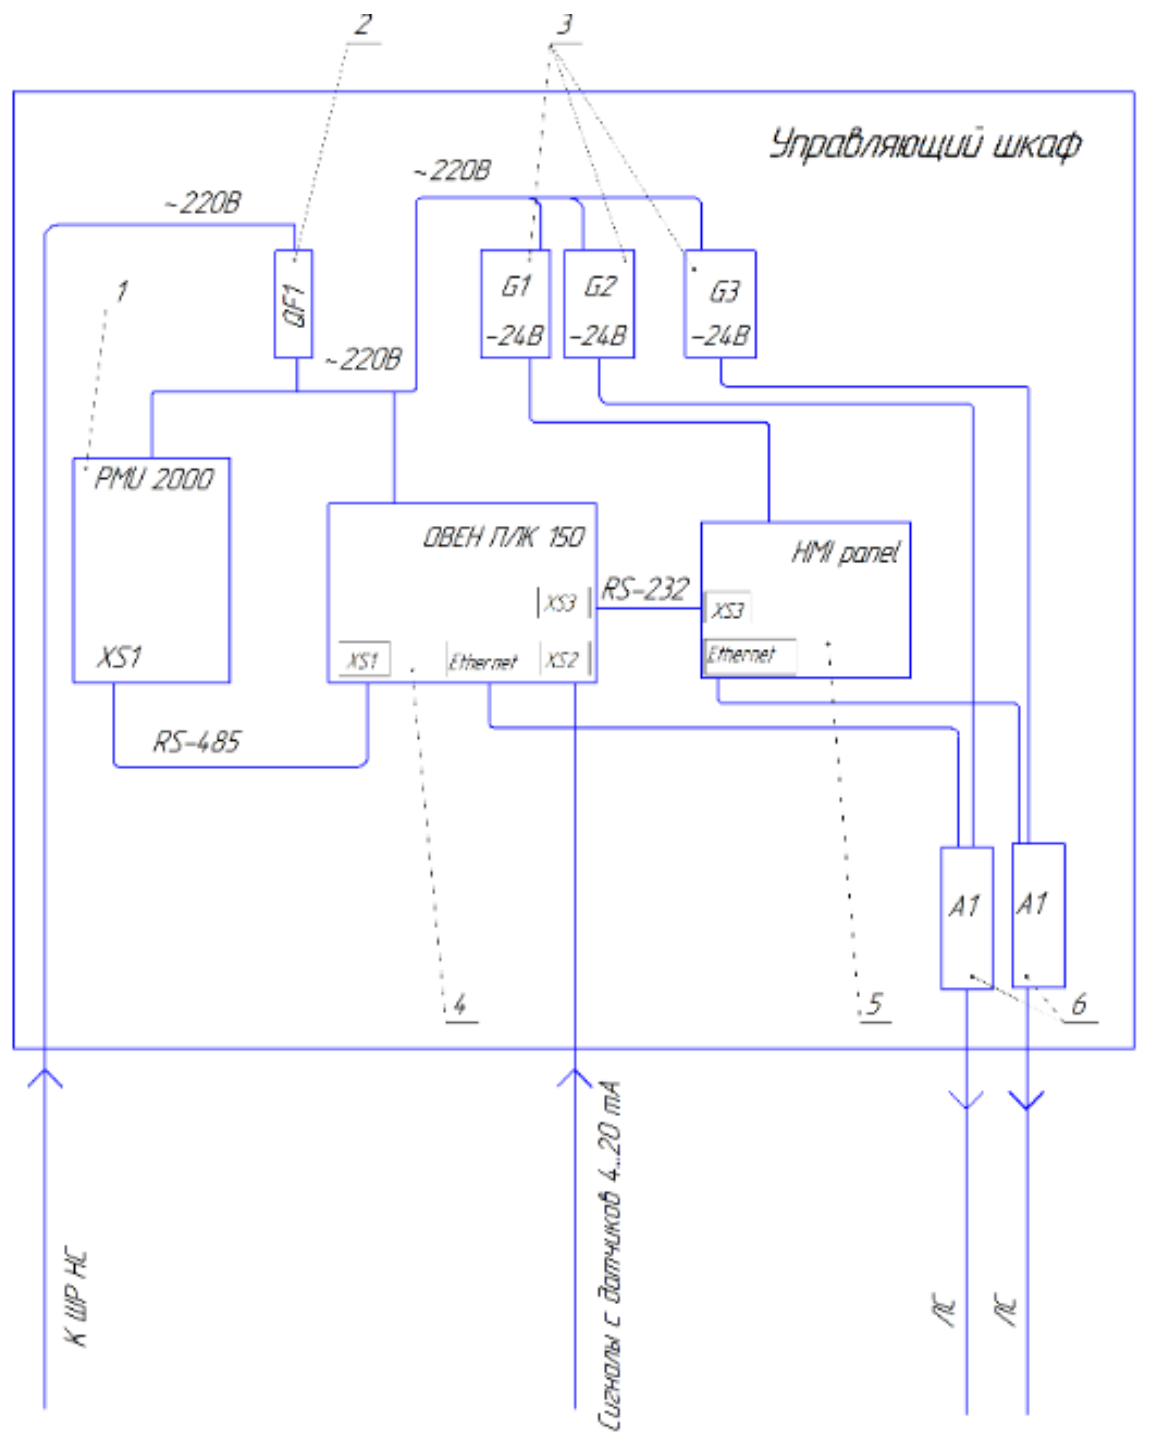 2
3
Управляющий шкаф
~220В
~220В
1
QF1
G1
-24В
G2
-24В
G3
-24В
~220В
PMU 2000
XS1
ОВЕН ПЛК 150
XS3
XS1
Ethernet
XS2
RS-232
HMI panel
XS3
Ethernet
RS-485
A1
A1
4
5
6
К ШР НС
Сигналы с датчиков 4..20 mA
ЛС
ЛС